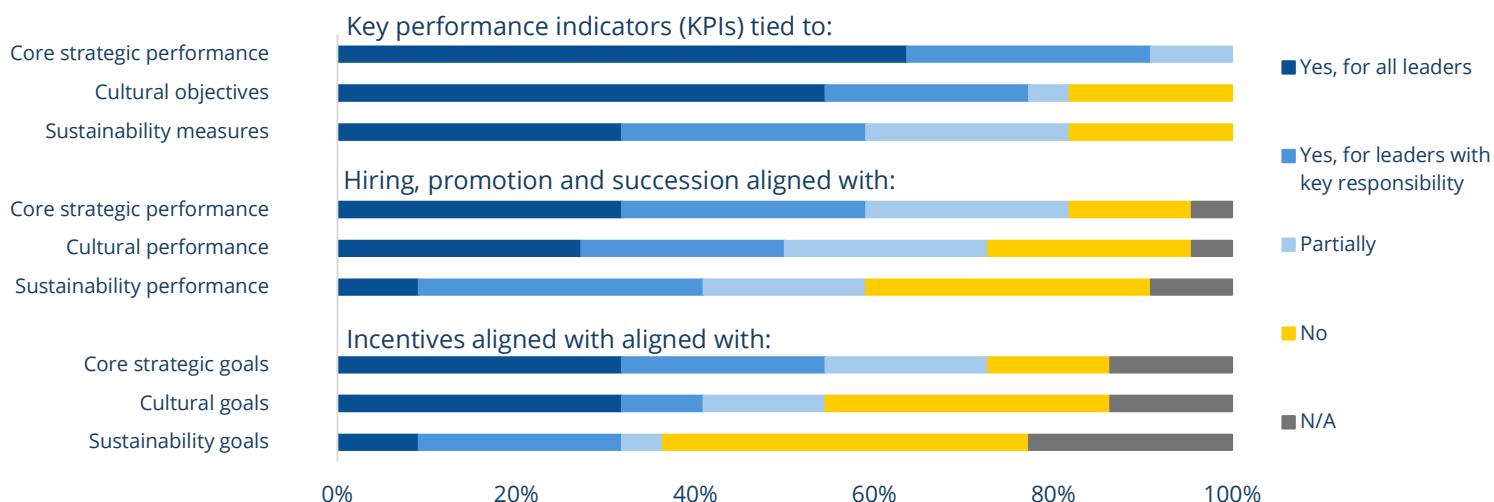 Key performance indicators (KPIs) tied to:
Core strategic performance
Cultural objectives
Sustainability measures
Hiring, promotion and succession aligned with:
Core strategic performance
Cultural performance
Sustainability performance
Incentives aligned with aligned with:
Core strategic goals
Cultural goals
Sustainability goals
0% 20% 40% 60% 80% 100%
Yes, for all leaders
Yes, for leaders with
key responsibility
Partially
No
N/A